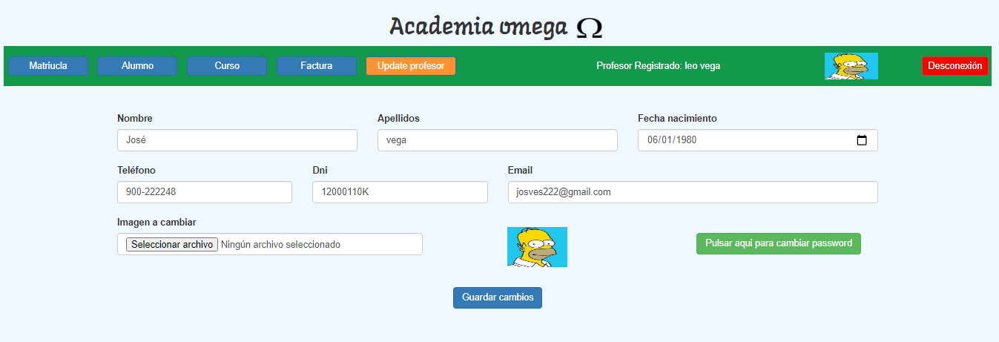 Academia omega Ω
Matriucla Alumno Curso Factura Update profesor Profesor Registrado: leo vega Desconexión
Nombre Apellidos Fecha nacimiento
José vega 06/01/1980
Teléfono Dni Email
900-222248 12000110K josves222@gmail.com
Imagen a cambiar
Seleccionar archivo Ningún archivo seleccionado Pulsar aqui para cambiar password
Guardar cambios